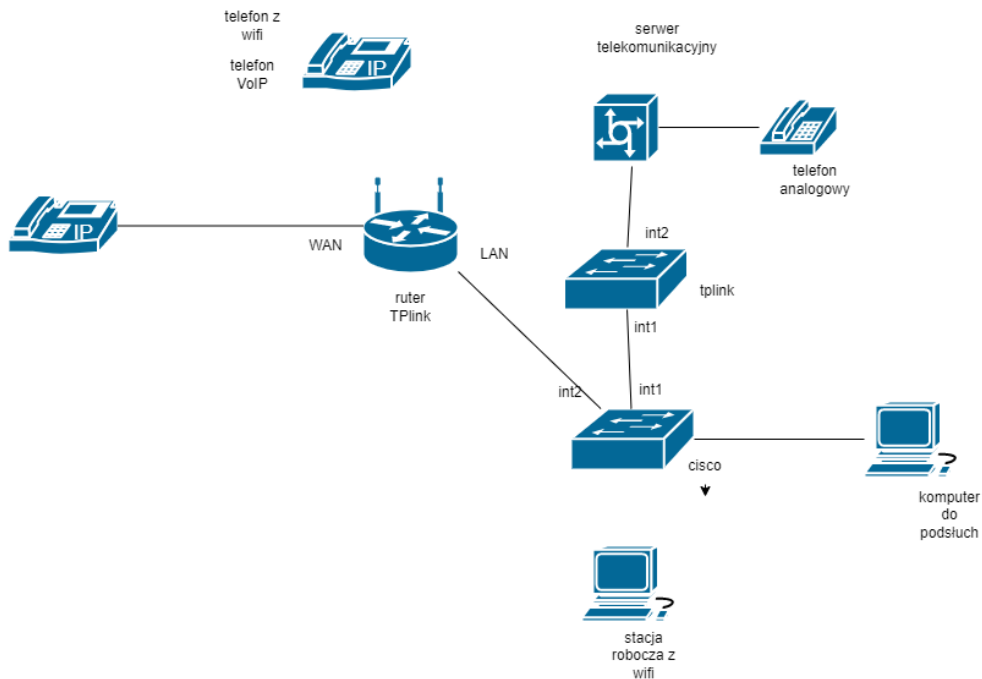 telefon z
wifi
telefon
VoIP
IP
serwer
telekomunikacyjny
telefon
analogowy
IP
WAN
LAN
ruter
TPlink
int2
tplink
int1
int2
int1
cisco
komputer
do
podsłuch
stacja
robocza z
wifi